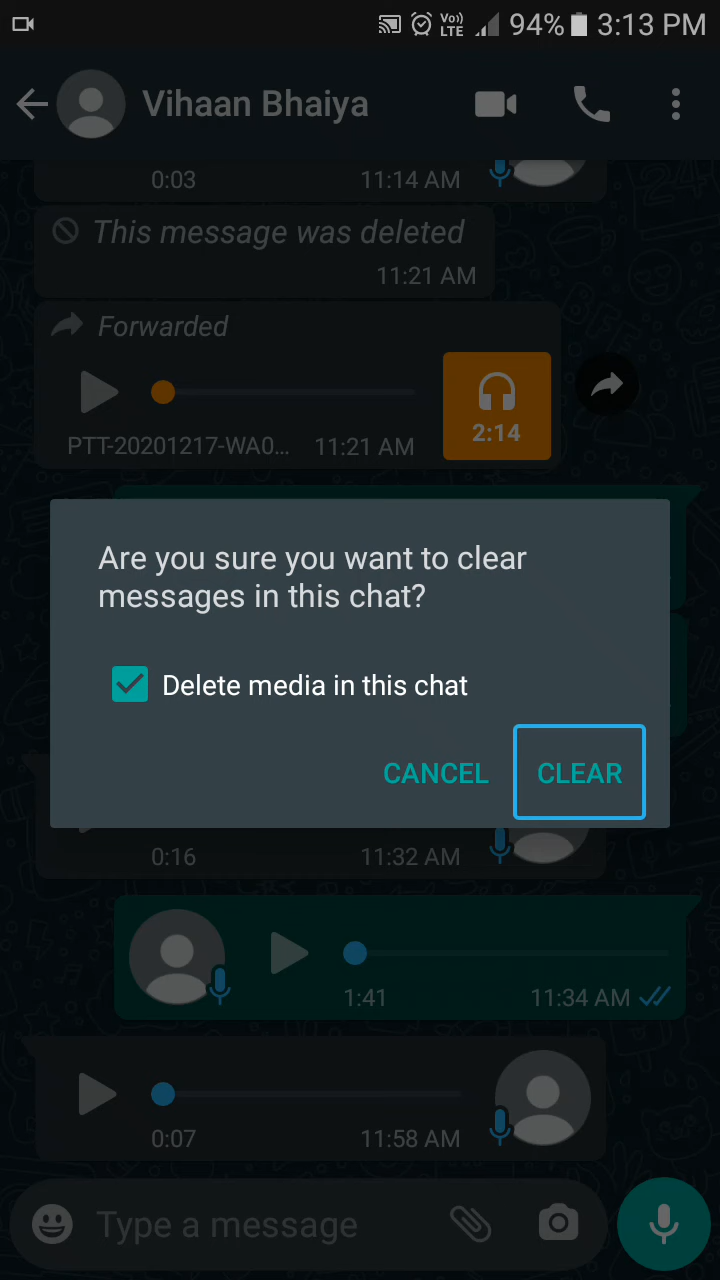 Vo)) LTE 94% 3:13 PM
Vihaan Bhaiya
0:03 11:14 AM
This message was deleted
11:21 AM
Forwarded
2:14
PTT-20201217-WA0... 11:21 AM
Are you sure you want to clear
messages in this chat?
Delete media in this chat
CANCEL CLEAR
0:16 11:32 AM
1:41 11:34 AM
0:07 11:58 AM
Type a message